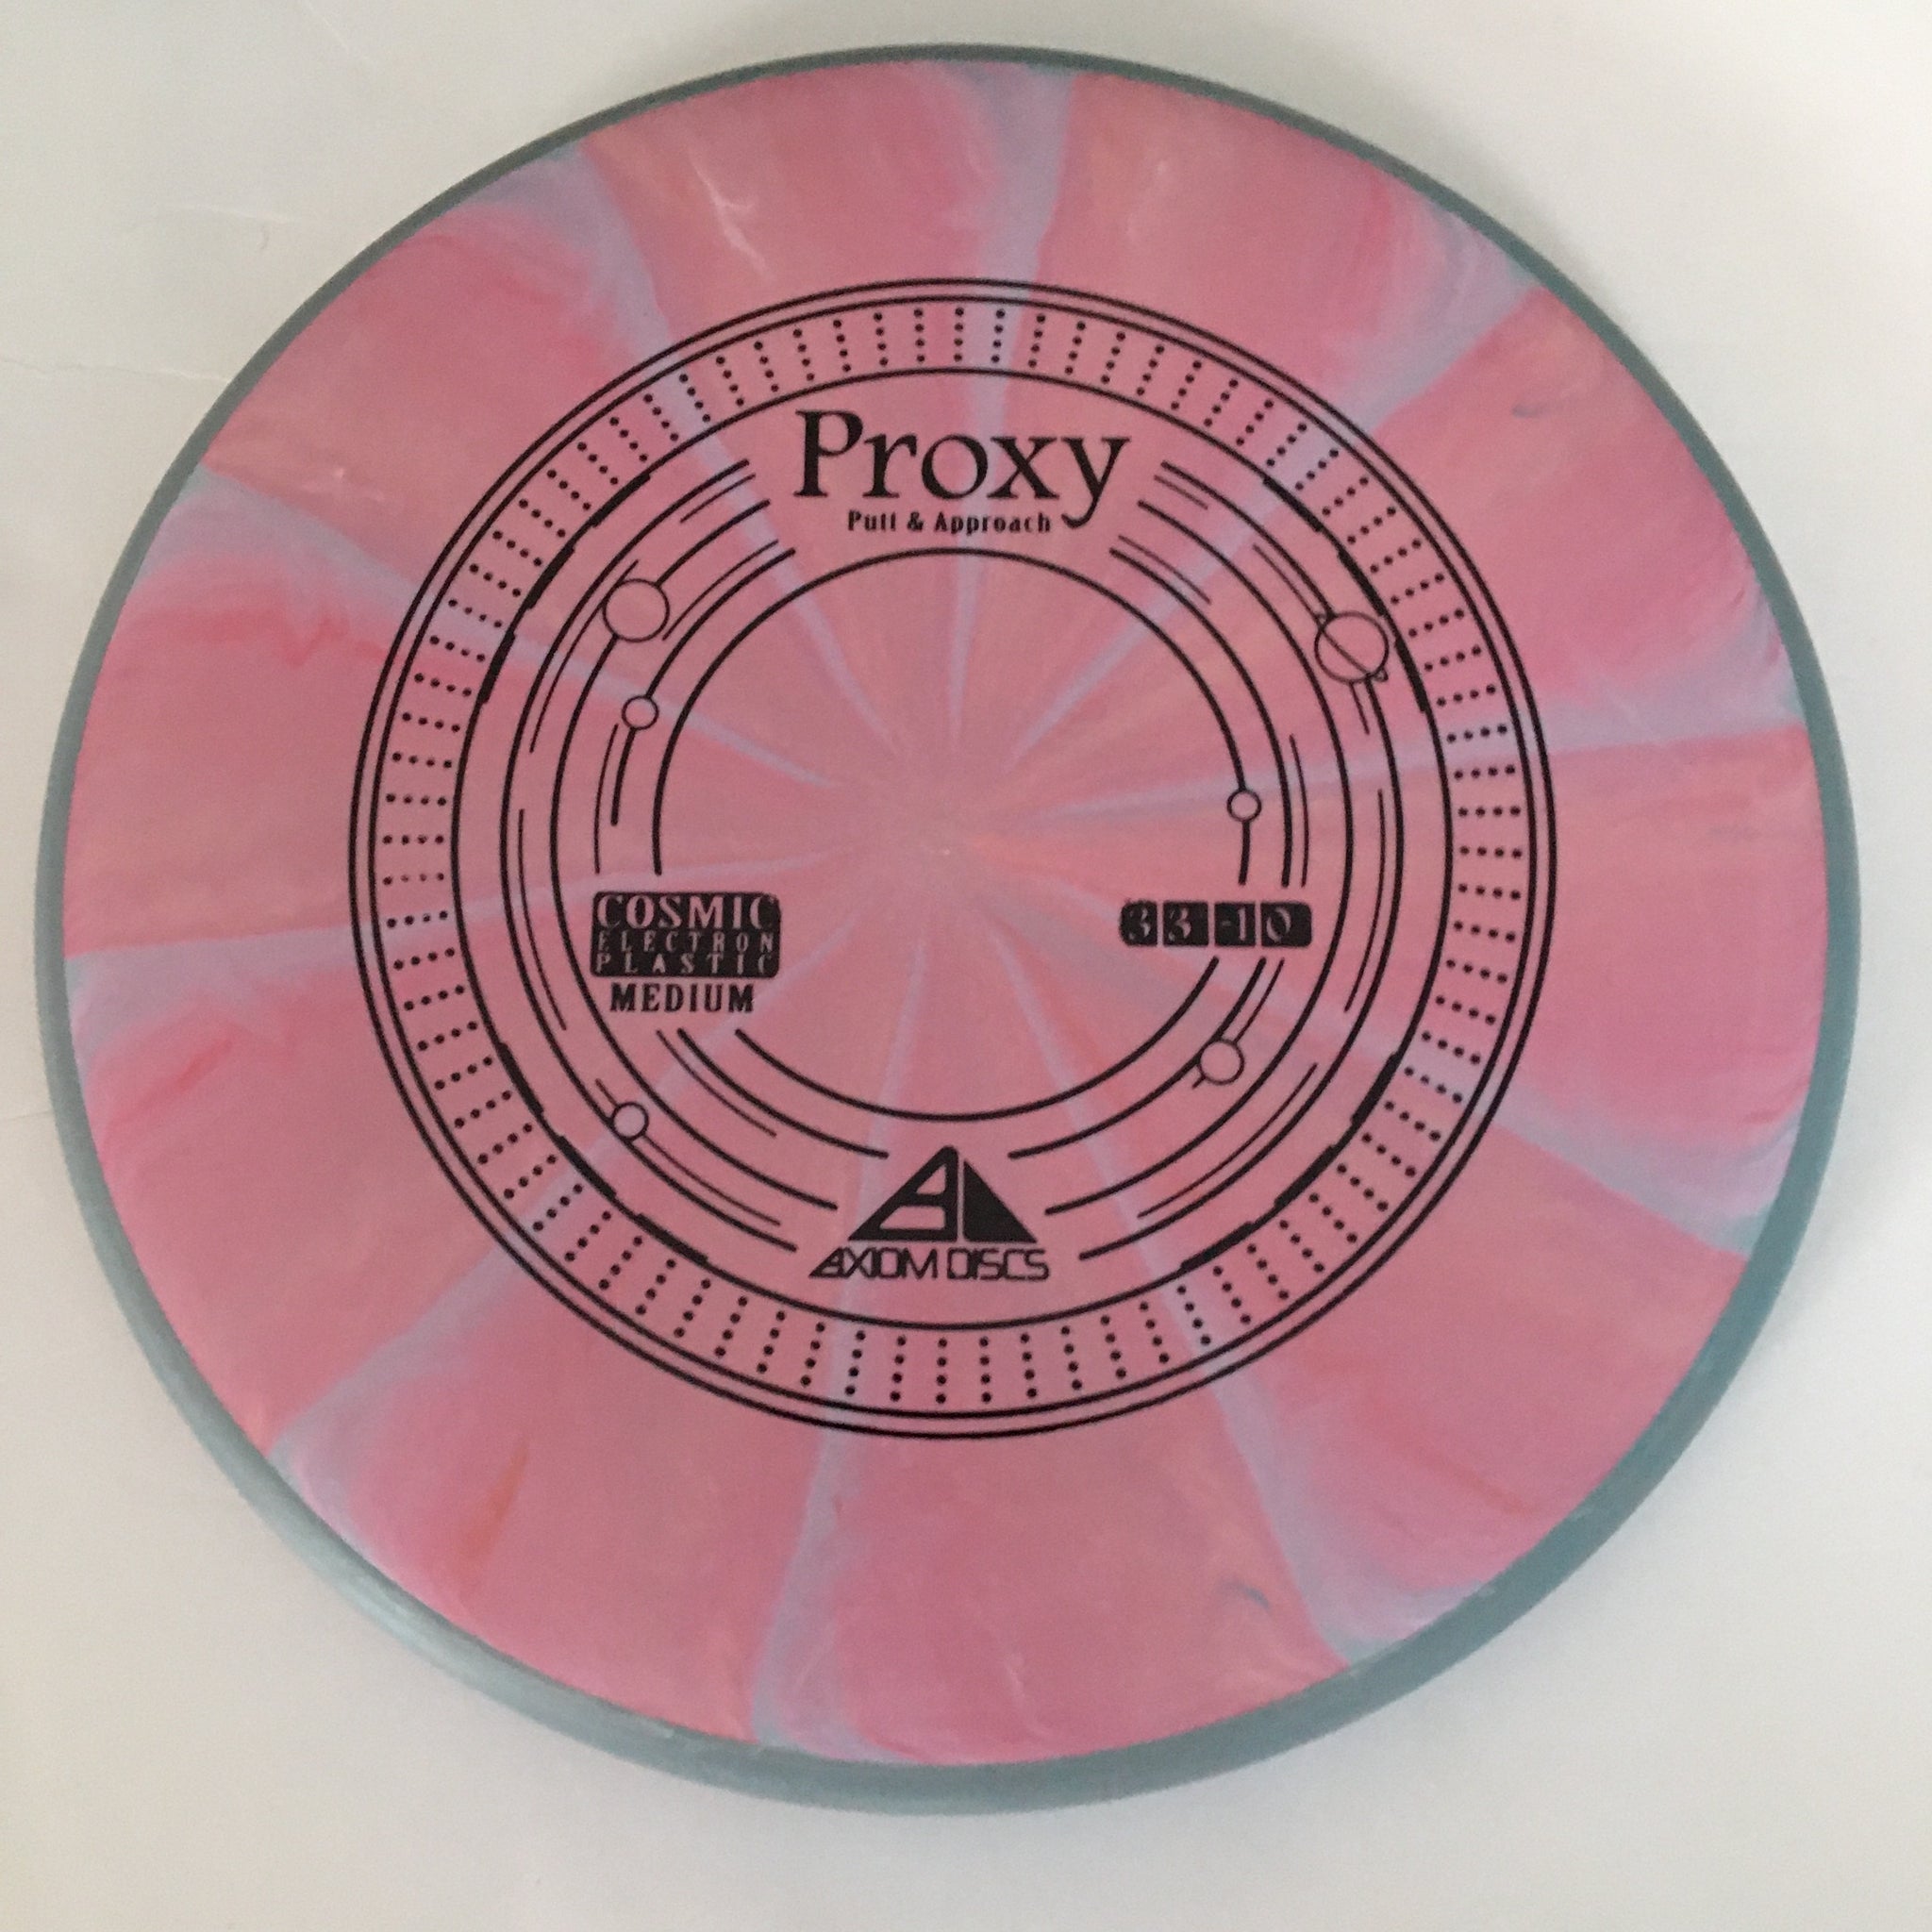 Proxy
Putt & Approach
COSMIC
ELECTRON
PLASTIC
MEDIUM
3 3 -1 0
AXIOM DISCS